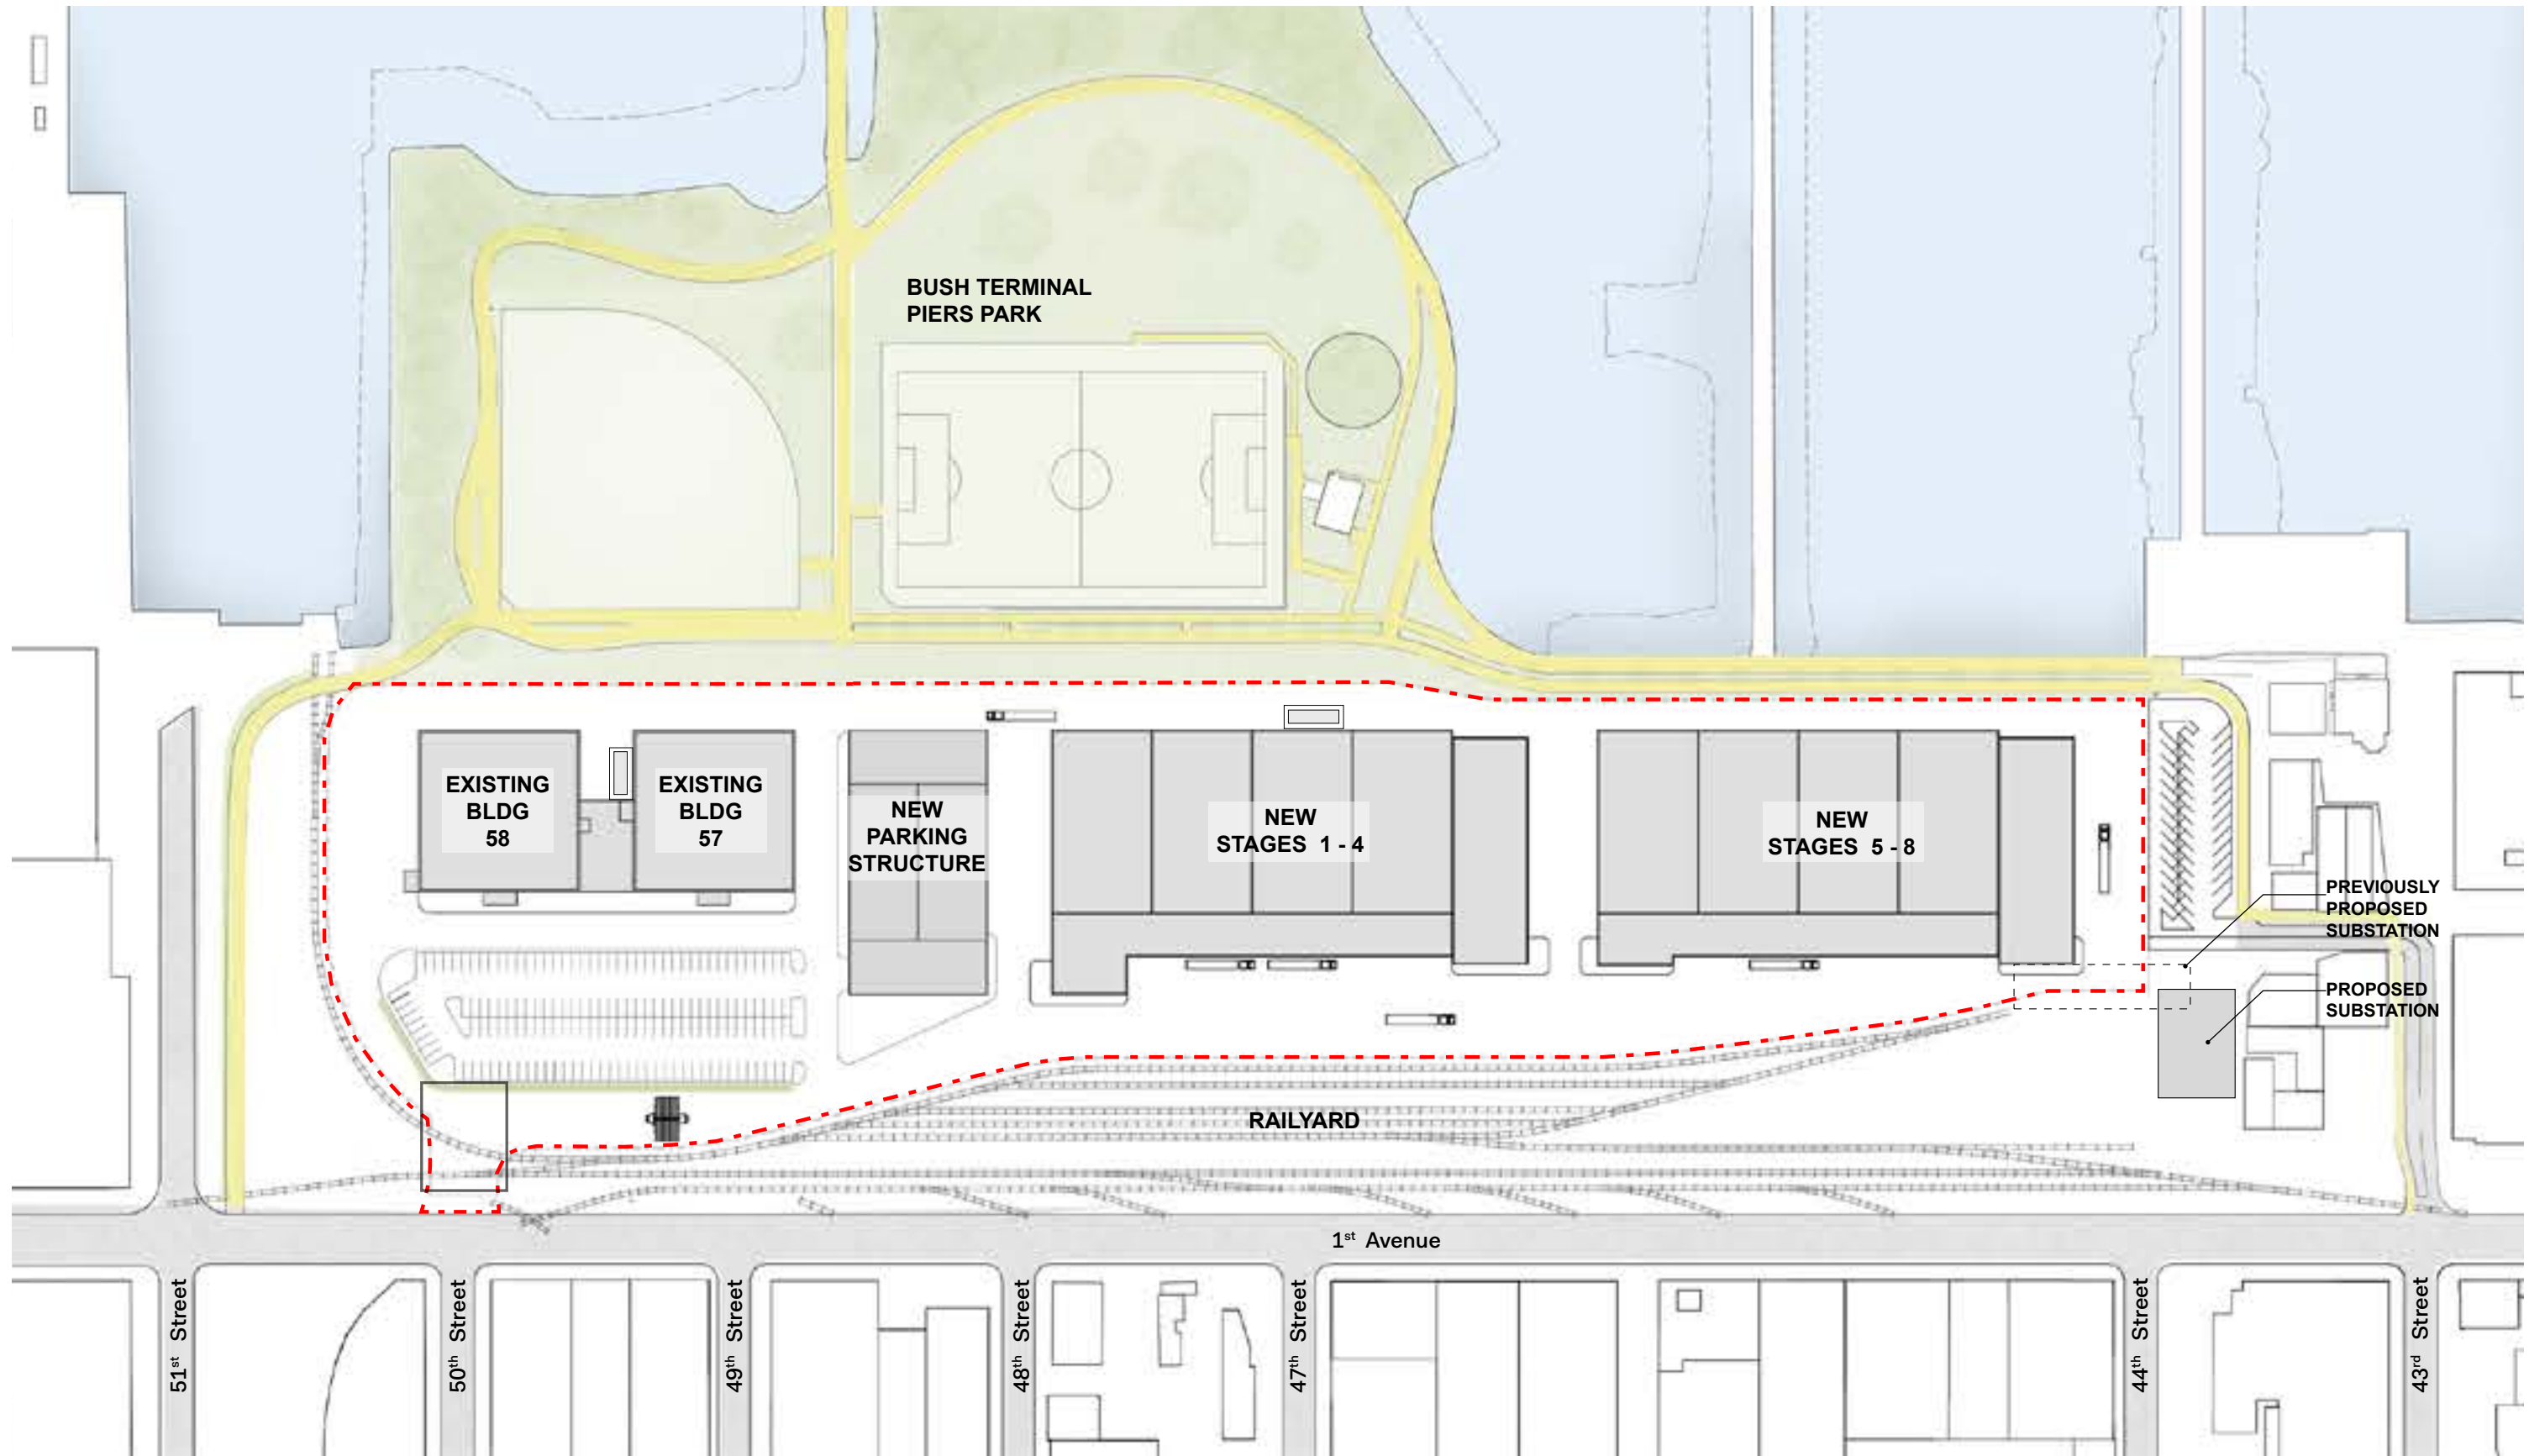 BUSH TERMINAL
PIERS PARK
EXISTING
BLDG
58
EXISTING
BLDG
57
NEW
PARKING
STRUCTURE
NEW
STAGES 1 - 4
NEW
STAGES 5 - 8
PREVIOUSLY
PROPOSED
SUBSTATION
PROPOSED
SUBSTATION
RAILYARD
1st Avenue
51st Street
50th Street
49th Street
48th Street
47th Street
44th Street
43rd Street